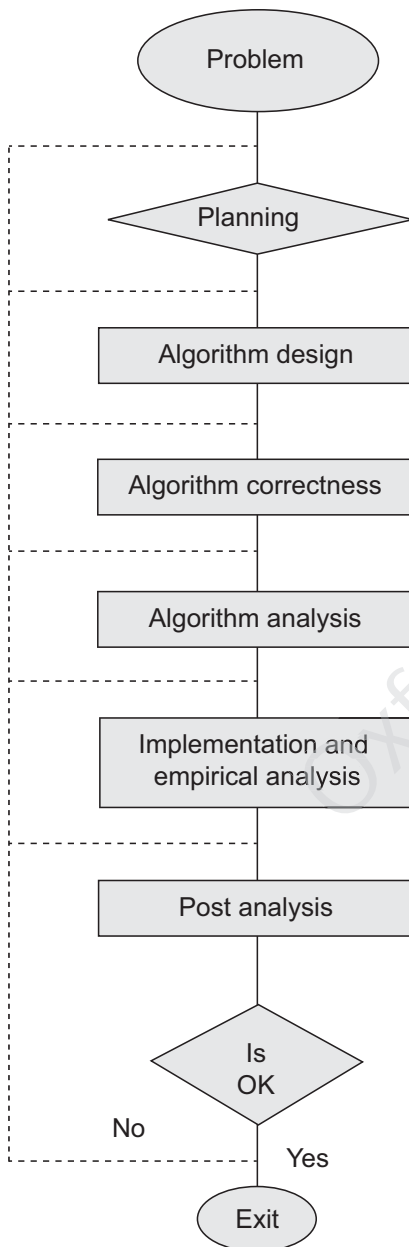 Problem
Planning
Algorithm design
Algorithm correctness
Algorithm analysis
Implementation and
empirical analysis
Post analysis
Is
OK
No
Yes
Exit